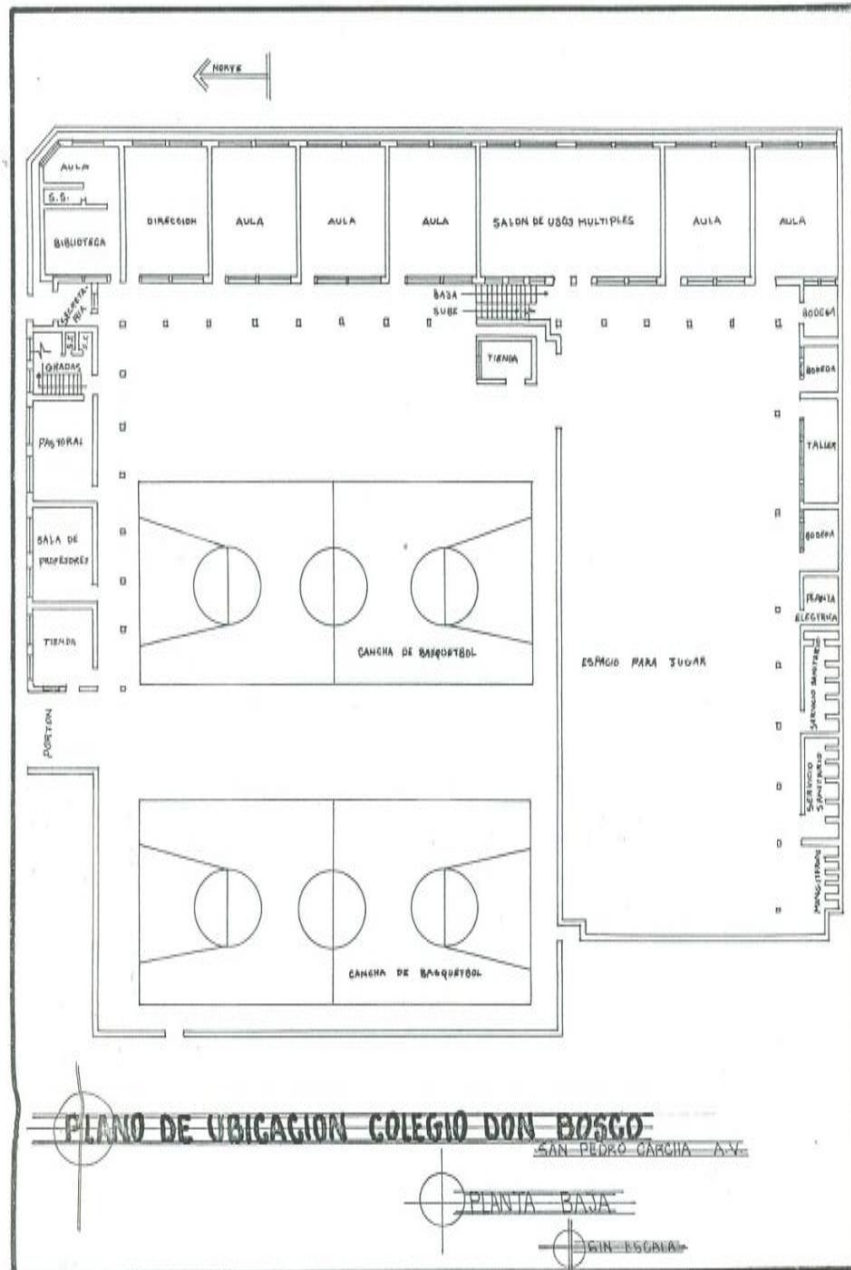 NORTE
AULA
S.S.
BIBLIOTECA
DIRECCION
AULA
AULA
AULA
SALON DE USOS MULTIPLES
AULA
AULA
SECRETA-
RIA
BAJA
SUBE
TIENDA
BODEGA
BODEGA
TALLER
BODEGA
PLANTA
ELECTRICA
SERVICIO SANITARIO
SERVICIO
SANITARIO
MINGITORIOS
S.S.
S.S.
GRADAS
PASTORAL
SALA DE
PROFESORES
TIENDA
PORTON
CANCHA DE BASQUETBOL
ESPACIO PARA JUGAR
CANCHA DE BASQUETBOL
PLANO DE UBICACION COLEGIO DON BOSCO
SAN PEDRO CARCHA A.V.
PLANTA BAJA
SIN ESCALA